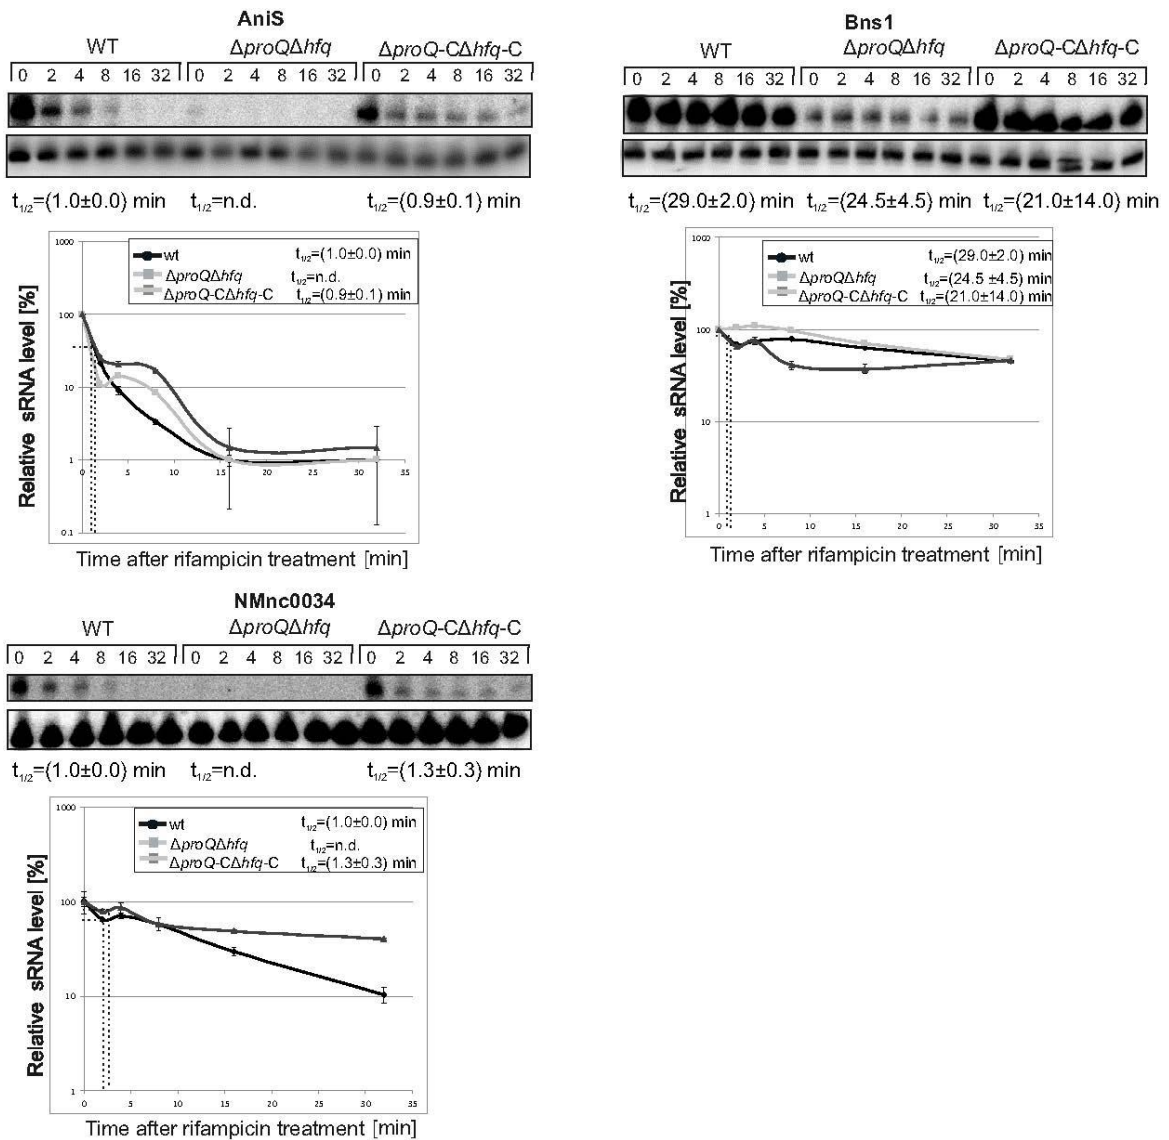 AniS
WT ΔproQΔhfq ΔproQ-CΔhfq-C
0 2 4 8 16 32 0 2 4 8 16 32 0 2 4 8 16 32
t1/2=(1.0±0.0) min t1/2=n.d. t1/2=(0.9±0.1) min
1000
100
10
1
0.1
0 5 10 15 20 25 30 35
wt t1/2=(1.0±0.0) min
ΔproQΔhfq t1/2=n.d.
ΔproQ-CΔhfq-C t1/2=(0.9±0.1) min
Relative sRNA level [%]
Time after rifampicin treatment [min]
Bns1
WT ΔproQΔhfq ΔproQ-CΔhfq-C
0 2 4 8 16 32 0 2 4 8 16 32 0 2 4 8 16 32
t1/2=(29.0±2.0) min t1/2=(24.5±4.5) min t1/2=(21.0±14.0) min
1000
100
10
1
0 5 10 15 20 25 30 35
wt t1/2=(29.0±2.0) min
ΔproQΔhfq t1/2=(24.5 ±4.5) min
ΔproQ-CΔhfq-C t1/2=(21.0±14.0) min
Relative sRNA level [%]
Time after rifampicin treatment [min]
NMnc0034
WT ΔproQΔhfq ΔproQ-CΔhfq-C
0 2 4 8 16 32 0 2 4 8 16 32 0 2 4 8 16 32
t1/2=(1.0±0.0) min t1/2=n.d. t1/2=(1.3±0.3) min
1000
100
10
1
0 5 10 15 20 25 30 35
wt t1/2=(1.0±0.0) min
ΔproQΔhfq t1/2=n.d.
ΔproQ-CΔhfq-C t1/2=(1.3±0.3) min
Relative sRNA level [%]
Time after rifampicin treatment [min]